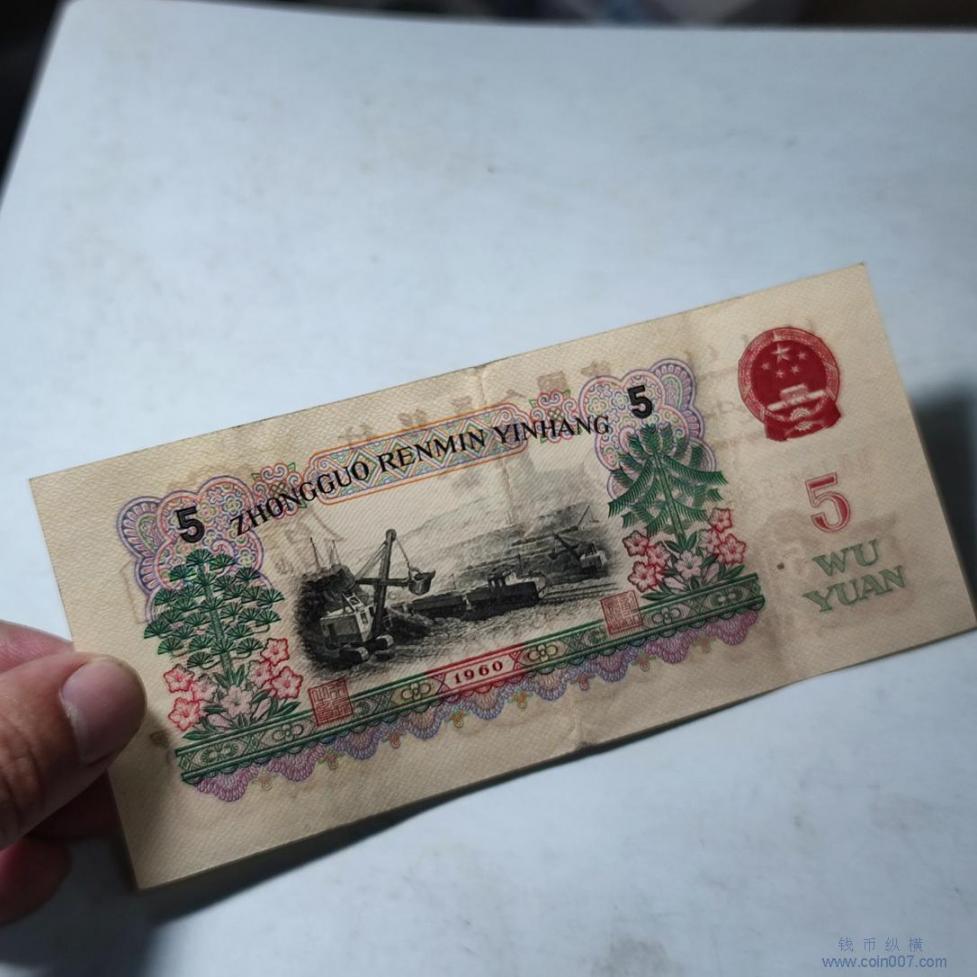 5
ZHONGGUO RENMIN YINHANG
5
5
WU
YUAN
1960
钱币纵横
www.coin007.com